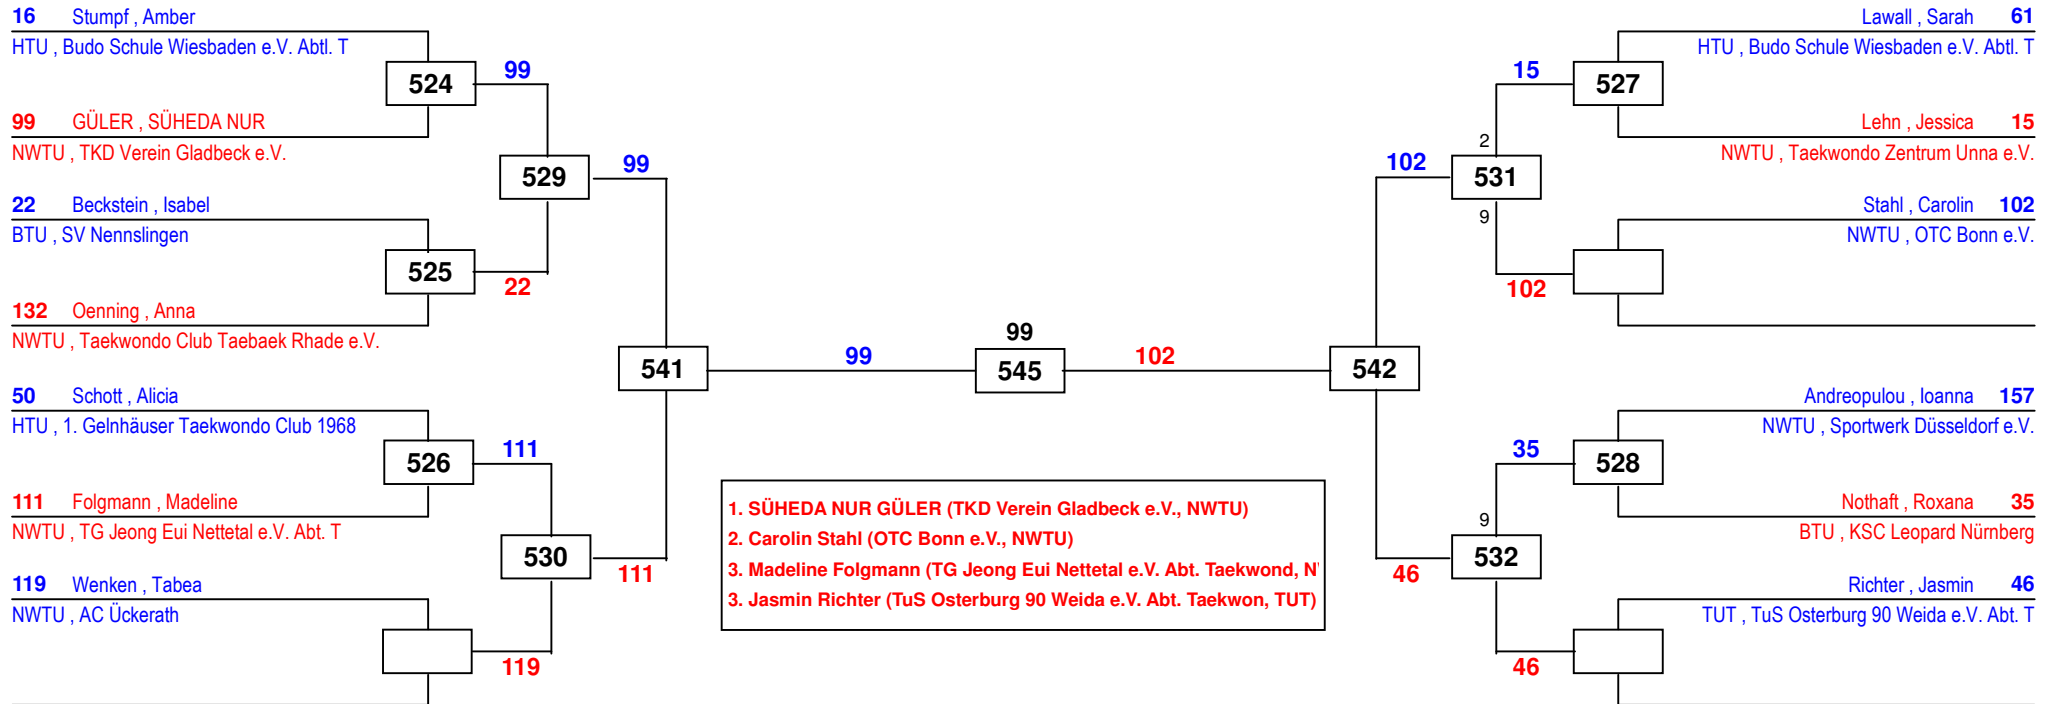 16 Stumpf , Amber
HTU , Budo Schule Wiesbaden e.V. Abtl. T
524
99
99 GÜLER , SÜHEDA NUR
NWTU , TKD Verein Gladbeck e.V.
529
99
22 Beckstein , Isabel
BTU , SV Nennslingen
525
22
132 Oenning , Anna
NWTU , Taekwondo Club Taebaek Rhade e.V.
541
99
50 Schott , Alicia
HTU , 1. Gelnhäuser Taekwondo Club 1968
526
111
111 Folgmann , Madeline
NWTU , TG Jeong Eui Nettetal e.V. Abt. T
530
111
119 Wenken , Tabea
NWTU , AC Ückerath
119
99
545
102
1. SÜHEDA NUR GÜLER (TKD Verein Gladbeck e.V., NWTU)
2. Carolin Stahl (OTC Bonn e.V., NWTU)
3. Madeline Folgmann (TG Jeong Eui Nettetal e.V. Abt. Taekwond, N
3. Jasmin Richter (TuS Osterburg 90 Weida e.V. Abt. Taekwon, TUT)
Lawall , Sarah 61
HTU , Budo Schule Wiesbaden e.V. Abtl. T
15
527
Lehn , Jessica 15
NWTU , Taekwondo Zentrum Unna e.V.
2
102
531
9
Stahl , Carolin 102
NWTU , OTC Bonn e.V.
102
542
Andreopulou , Ioanna 157
NWTU , Sportwerk Düsseldorf e.V.
35
528
Nothaft , Roxana 35
BTU , KSC Leopard Nürnberg
9
532
46
Richter , Jasmin 46
TUT , TuS Osterburg 90 Weida e.V. Abt. T
46